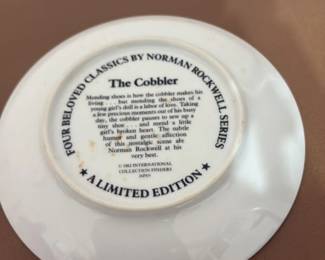 FOUR BELOVED CLASSICS BY NORMAN ROCKWELL SERIES
The Cobbler
Mending shoes is how the cobbler makes his
living . . . but mending the shoes of a
young girl's doll is a labor of love. Taking
a few precious moments out of his busy
day, the cobbler pauses to sew up a
tiny shoe . . . and mend a little
girl's broken heart. The subtle
humor and gentle affection
of this nostalgic scene are
Norman Rockwell at his
very best.
© 1982 INTERNATIONAL
COLLECTION FINDERS
JAPAN
★ A LIMITED EDITION ★